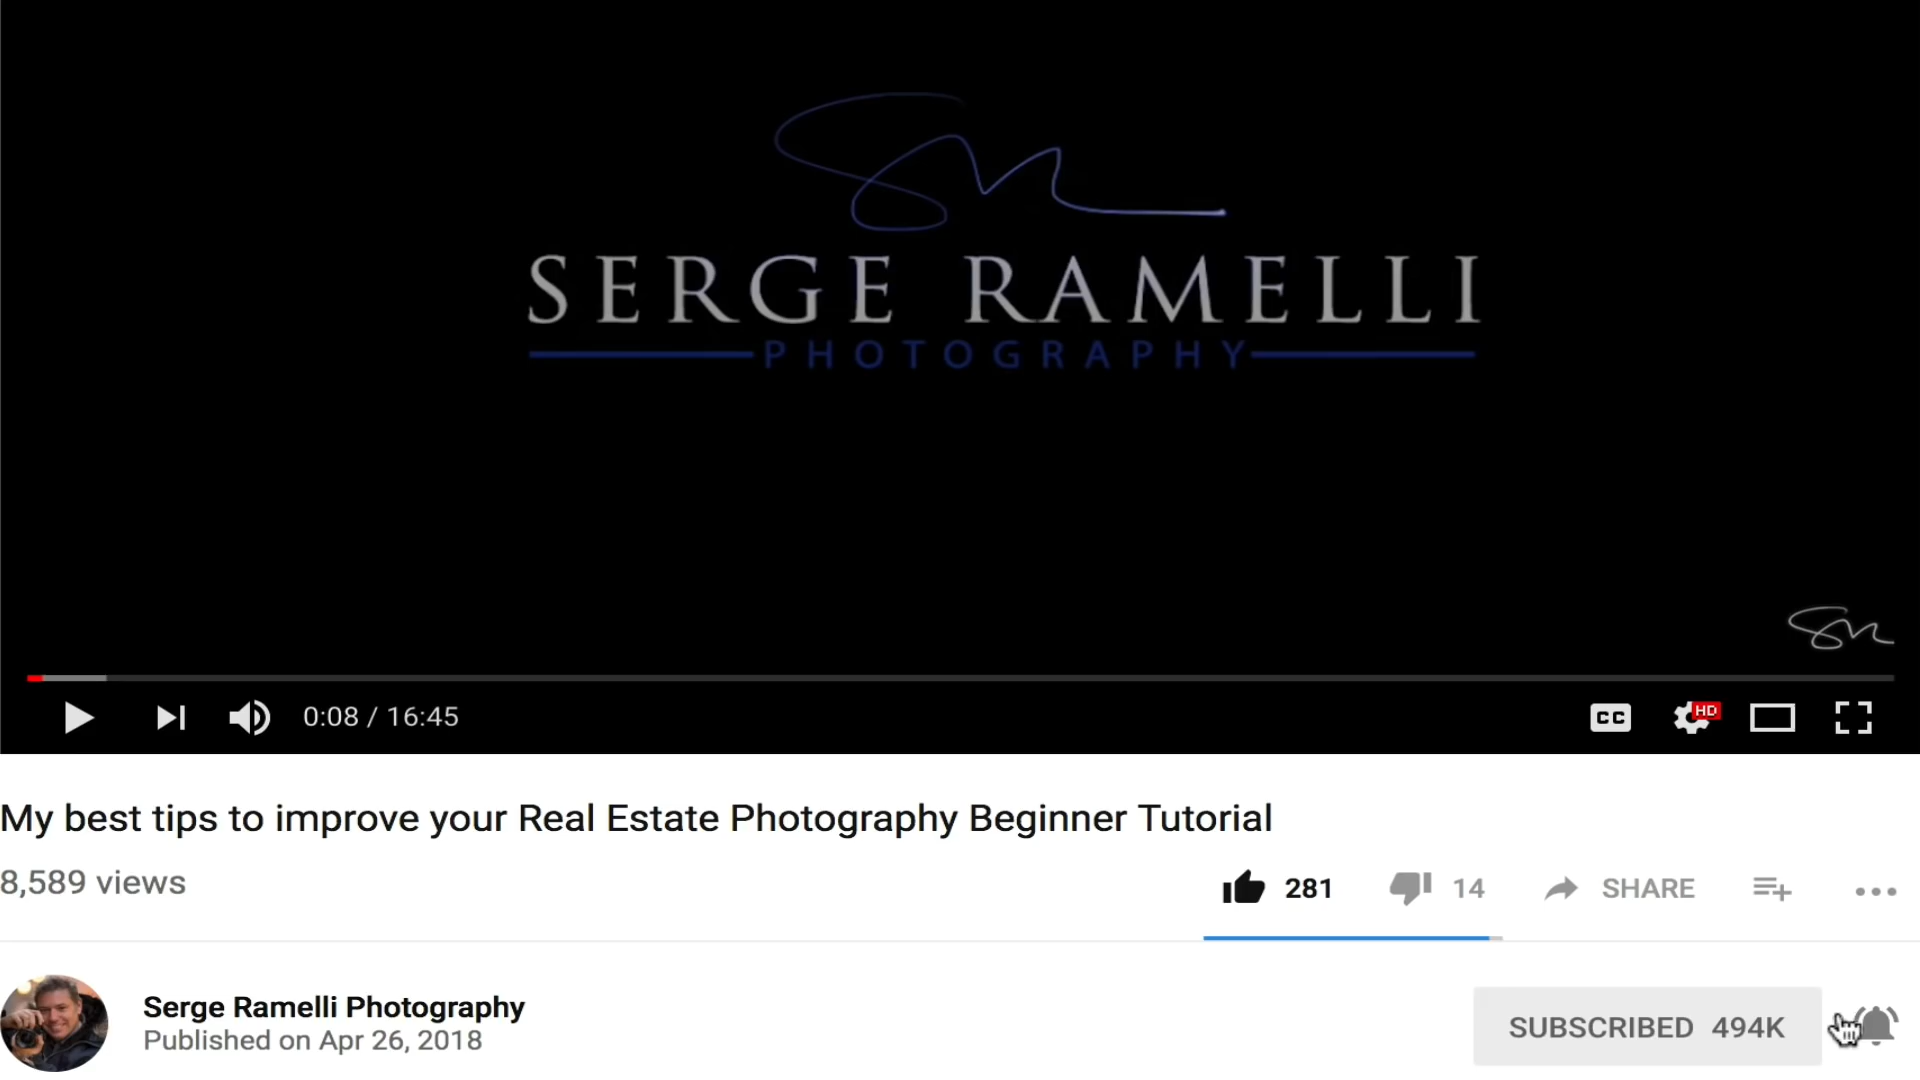 SERGE RAMELLI
PHOTOGRAPHY
0:08 / 16:45
CC
HD
My best tips to improve your Real Estate Photography Beginner Tutorial
8,589 views
281
14
SHARE
Serge Ramelli Photography
Published on Apr 26, 2018
SUBSCRIBED 494K